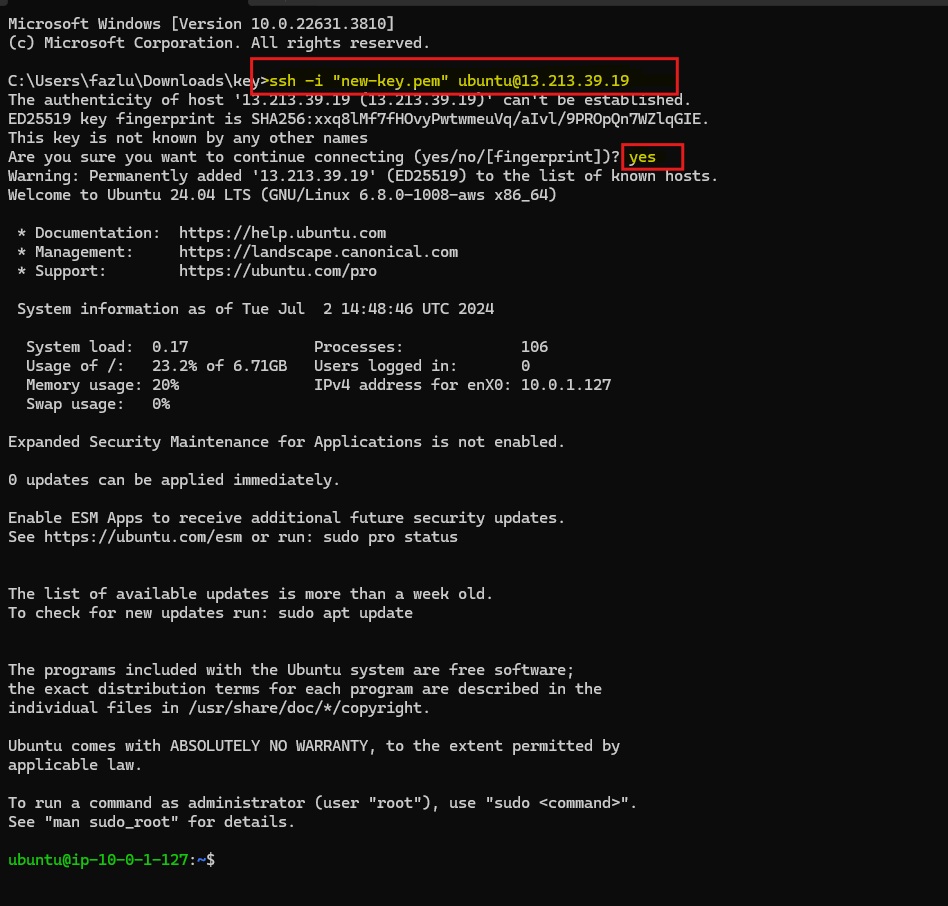 Microsoft Windows [Version 10.0.22631.3810]
(c) Microsoft Corporation. All rights reserved.
C:\Users\fazlu\Downloads\key>ssh -i "new-key.pem" ubuntu@13.213.39.19
The authenticity of host '13.213.39.19 (13.213.39.19)' can't be established.
ED25519 key fingerprint is SHA256:xxq8lMf7fHOvyPwtwmeuVq/aIvl/9PROpQn7WZlqGIE.
This key is not known by any other names
Are you sure you want to continue connecting (yes/no/[fingerprint])? yes
Warning: Permanently added '13.213.39.19' (ED25519) to the list of known hosts.
Welcome to Ubuntu 24.04 LTS (GNU/Linux 6.8.0-1008-aws x86_64)
* Documentation:  https://help.ubuntu.com
* Management:     https://landscape.canonical.com
* Support:        https://ubuntu.com/pro
System information as of Tue Jul  2 14:48:46 UTC 2024
System load:  0.17              Processes:             106
Usage of /:   23.2% of 6.71GB   Users logged in:       0
Memory usage: 20%               IPv4 address for enX0: 10.0.1.127
Swap usage:   0%
Expanded Security Maintenance for Applications is not enabled.
0 updates can be applied immediately.
Enable ESM Apps to receive additional future security updates.
See https://ubuntu.com/esm or run: sudo pro status
The list of available updates is more than a week old.
To check for new updates run: sudo apt update
The programs included with the Ubuntu system are free software;
the exact distribution terms for each program are described in the
individual files in /usr/share/doc/*/copyright.
Ubuntu comes with ABSOLUTELY NO WARRANTY, to the extent permitted by
applicable law.
To run a command as administrator (user "root"), use "sudo <command>".
See "man sudo_root" for details.
ubuntu@ip-10-0-1-127:~$